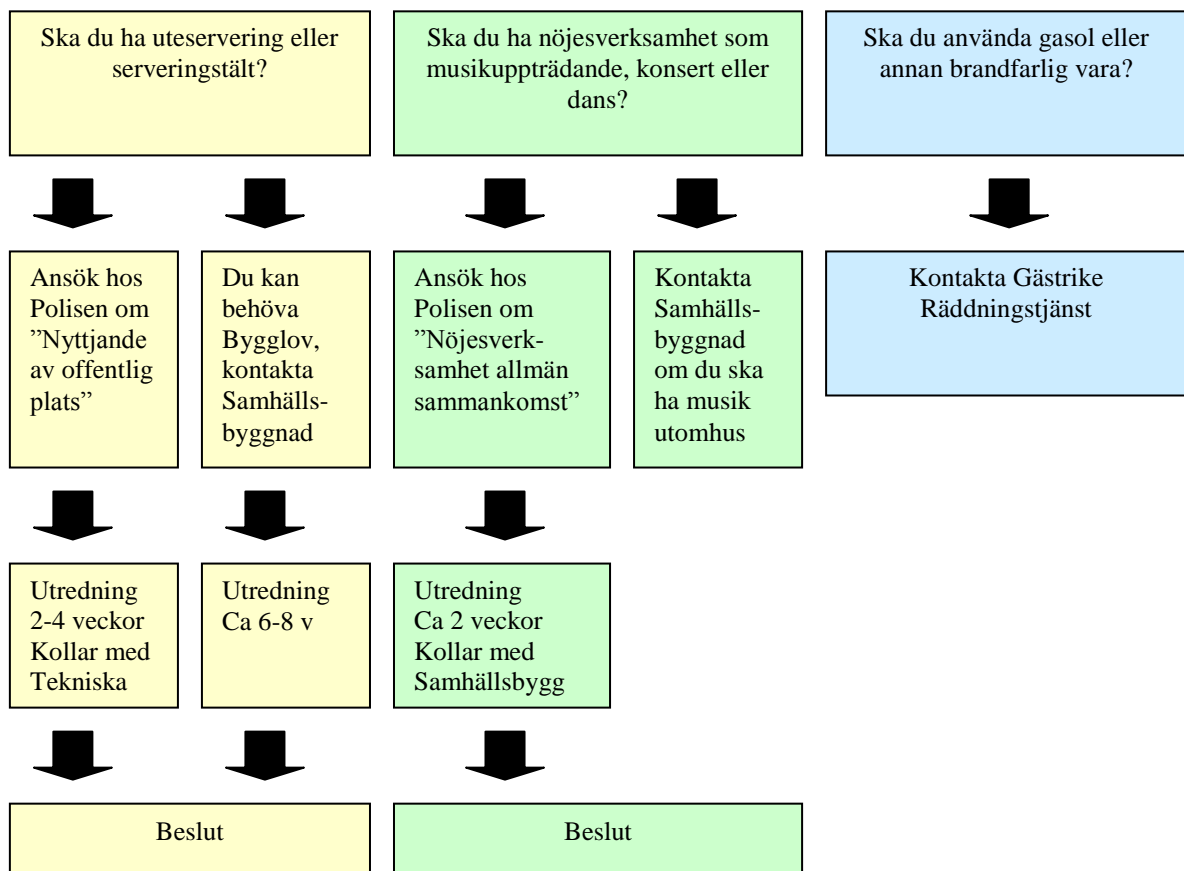 Ska du ha uteservering eller
serveringstält?
Ska du ha nöjesverksamhet som
musikuppträdande, konsert eller
dans?
Ska du använda gasol eller
annan brandfarlig vara?
Ansök hos
Polisen om
”Nyttjande
av offentlig
plats”
Du kan
behöva
Bygglov,
kontakta
Samhälls-
byggnad
Ansök hos
Polisen om
”Nöjesverk-
samhet allmän
sammankomst”
Kontakta
Samhälls-
byggnad
om du ska
ha musik
utomhus
Kontakta Gästrike
Räddningstjänst
Utredning
2-4 veckor
Kollar med
Tekniska
Utredning
Ca 6-8 v
Utredning
Ca 2 veckor
Kollar med
Samhällsbygg
Beslut
Beslut